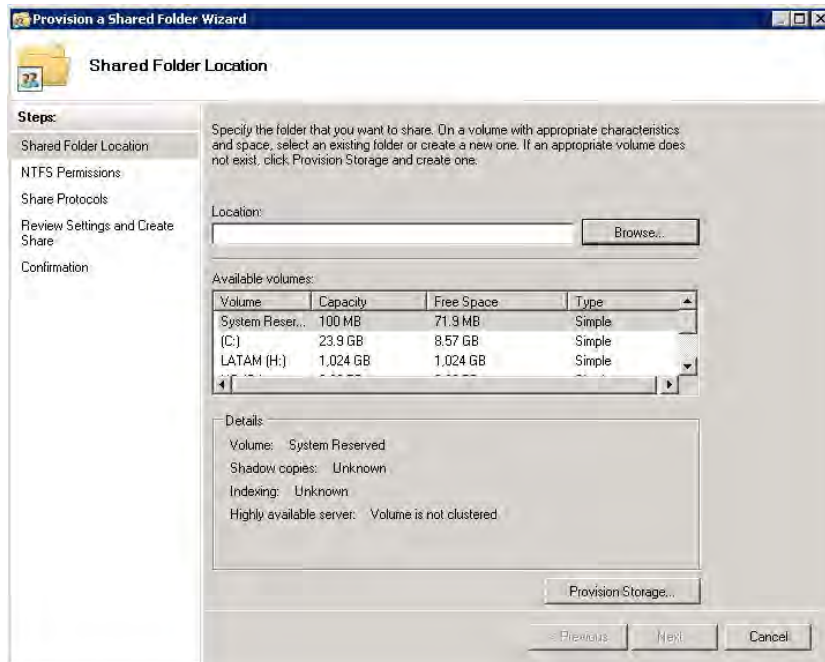 Provision a Shared Folder Wizard
Shared Folder Location
Steps:
Shared Folder Location
NTFS Permissions
Share Protocols
Review Settings and Create
Share
Confirmation
Specify the folder that you want to share. On a volume with appropriate characteristics
and space, select an existing folder or create a new one. If an appropriate volume does
not exist, click Provision Storage and create one.
Location:
Browse...
Available volumes:
Volume Capacity Free Space Type
System Reser... 100 MB 71.9 MB Simple
(C:) 23.9 GB 8.57 GB Simple
LATAM (H:) 1,024 GB 1,024 GB Simple
Details
Volume: System Reserved
Shadow copies: Unknown
Indexing: Unknown
Highly available server: Volume is not clustered
Provision Storage...
< Previous Next Cancel